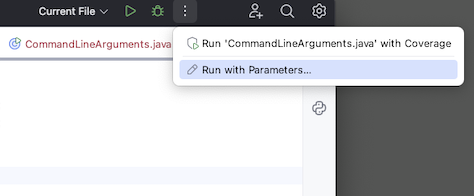 Current File
CommandLineArguments.java
Run 'CommandLineArguments.java' with Coverage
Run with Parameters...